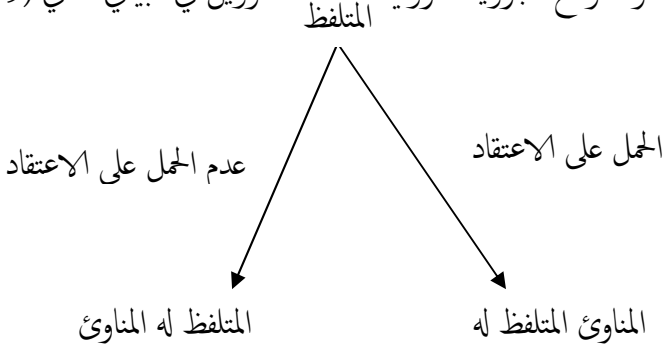 المتلفظ
الحمل على الاعتقاد
عدم الحمل على الاعتقاد
المناوئ المتلفظ له
المتلفظ له المناوئ